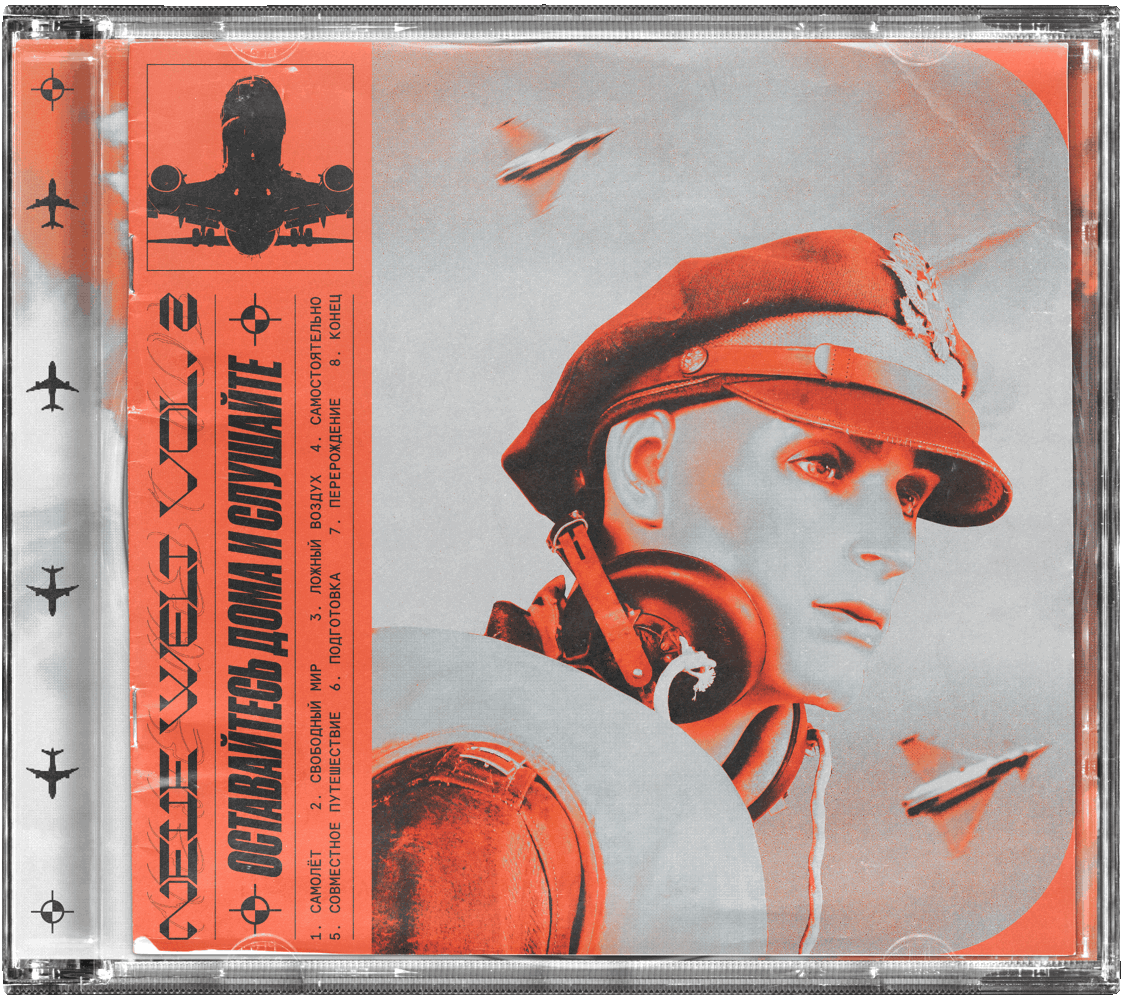 NEUE WELT VOL. 2
ОСТАВАЙТЕСЬ ДОМА И СЛУШАЙТЕ
1. САМОЛЁТ 2. СВОБОДНЫЙ МИР 3. ЛОЖНЫЙ ВОЗДУХ 4. САМОСТОЯТЕЛЬНО
5. СОВМЕСТНОЕ ПУТЕШЕСТВИЕ 6. ПОДГОТОВКА 7. ПЕРЕРОЖДЕНИЕ 8. КОНЕЦ